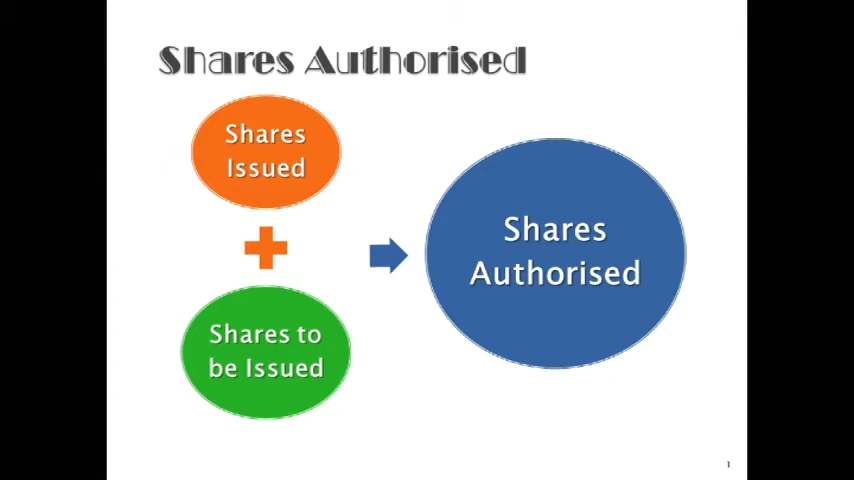 Shares Authorised
Shares
Issued
Shares to
be Issued
Shares
Authorised
1